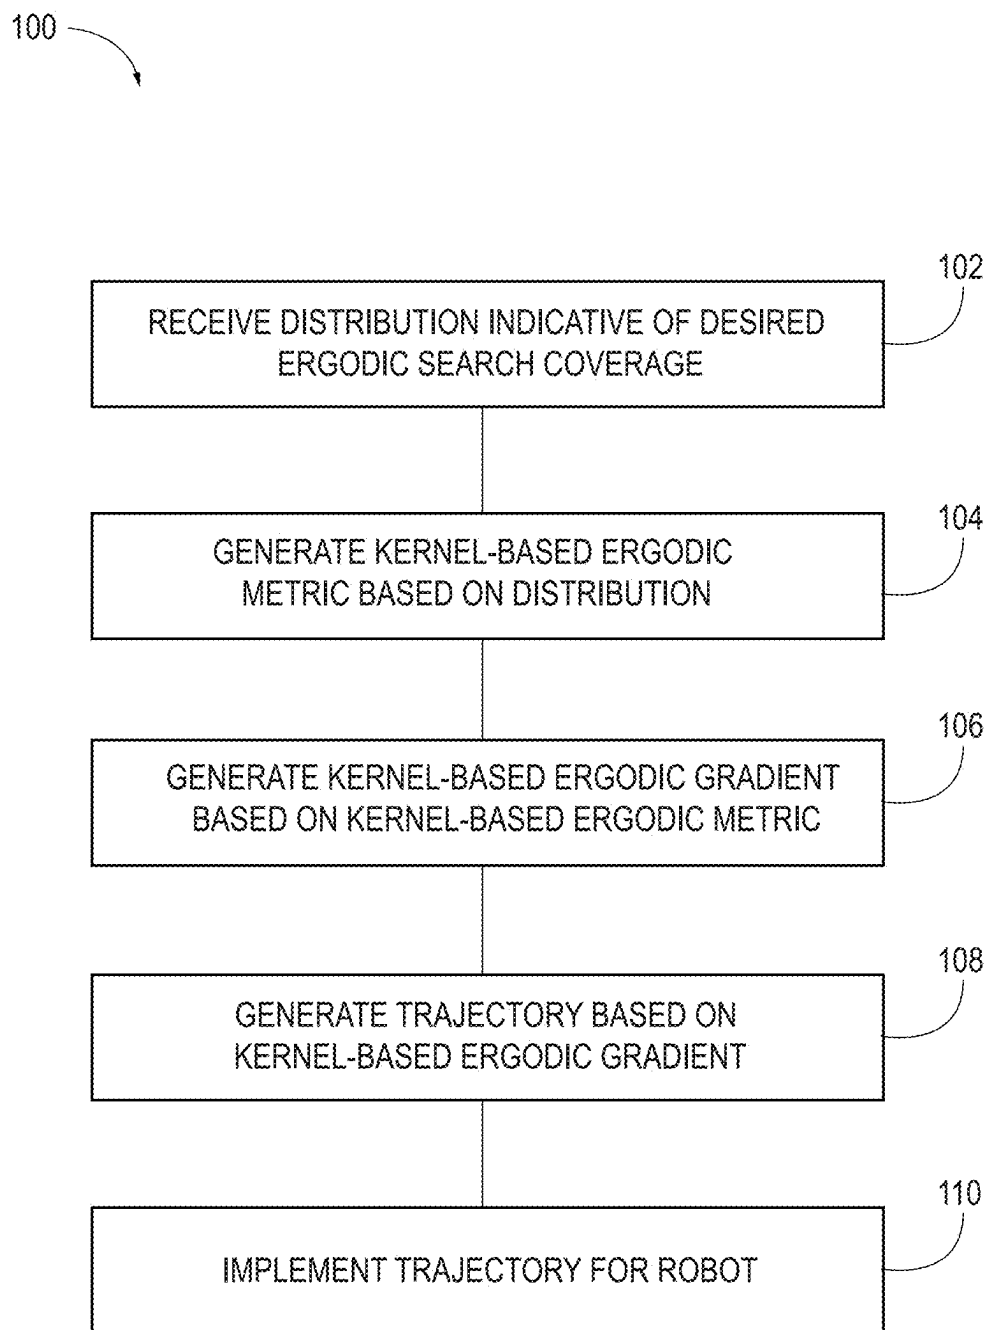 100
102
RECEIVE DISTRIBUTION INDICATIVE OF DESIRED
ERGODIC SEARCH COVERAGE
104
GENERATE KERNEL-BASED ERGODIC
METRIC BASED ON DISTRIBUTION
106
GENERATE KERNEL-BASED ERGODIC GRADIENT
BASED ON KERNEL-BASED ERGODIC METRIC
108
GENERATE TRAJECTORY BASED ON
KERNEL-BASED ERGODIC GRADIENT
110
IMPLEMENT TRAJECTORY FOR ROBOT